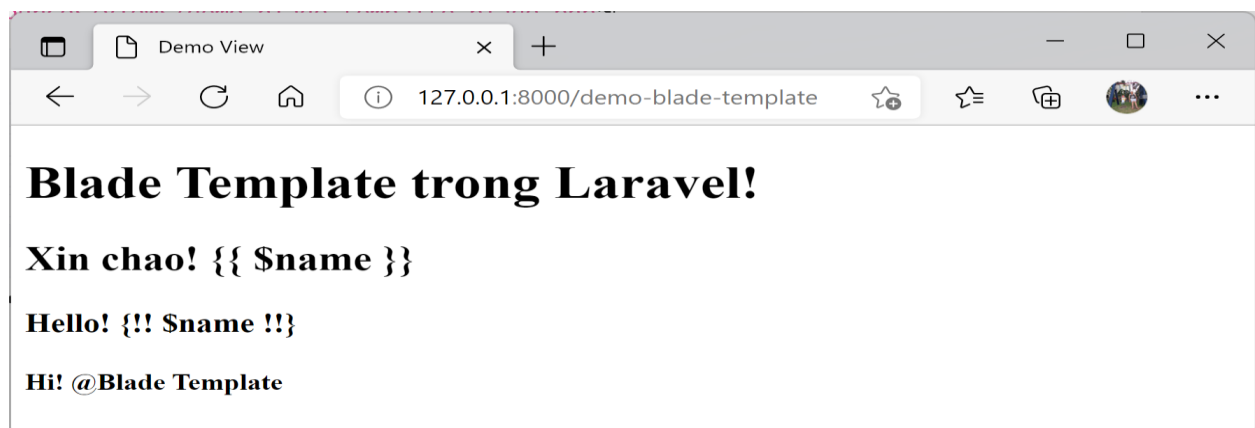 Demo View
127.0.0.1:8000/demo-blade-template
Blade Template trong Laravel!
Xin chao! {{ $name }}
Hello! {!! $name !!}
Hi! @Blade Template